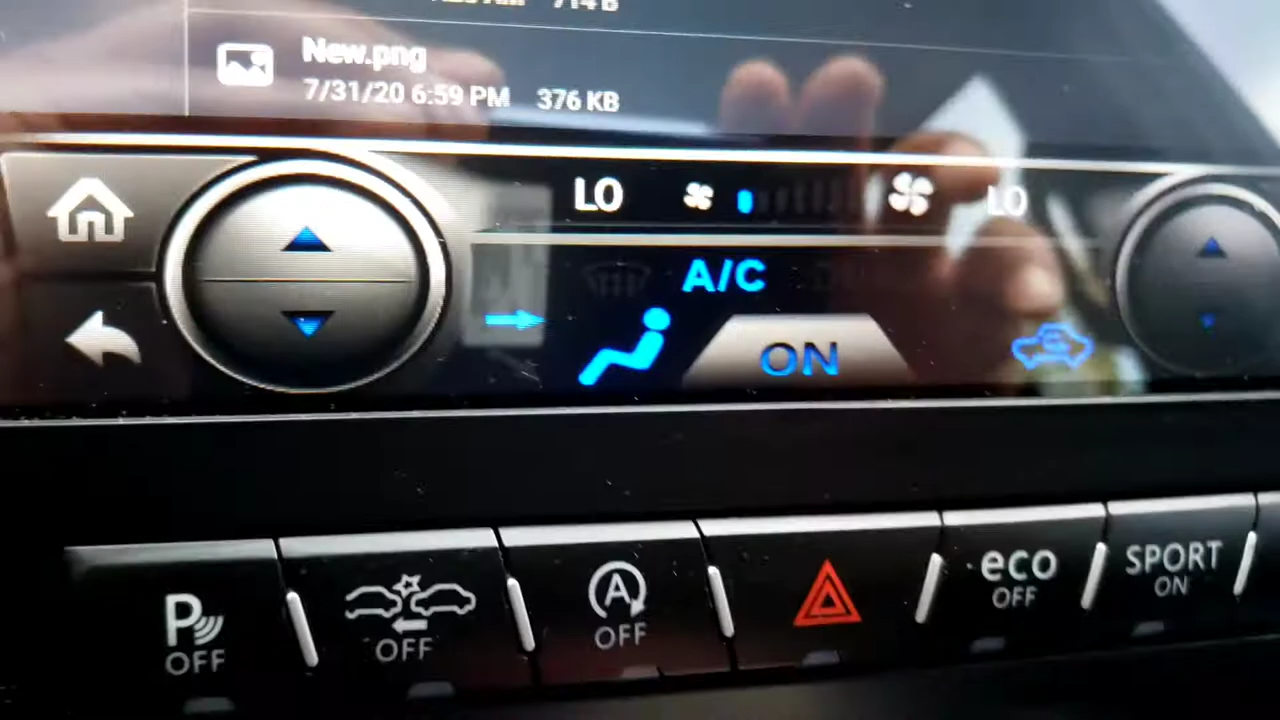 714 B
New.png
7/31/20 6:59 PM 376 KB
LO LO
A/C
ON
P OFF
OFF
A OFF
eco OFF
SPORT ON